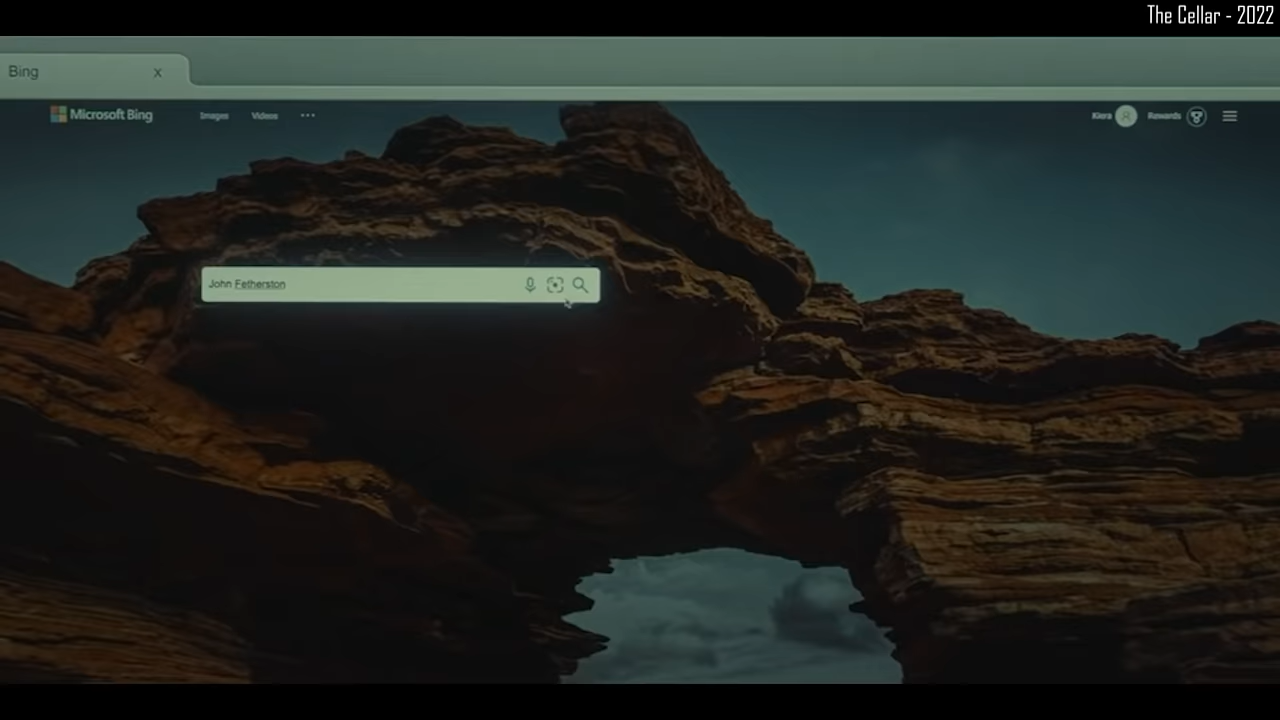 The Cellar - 2022
Bing x
Microsoft Bing Images Videos ... Kiera Rewards
John Fetherston